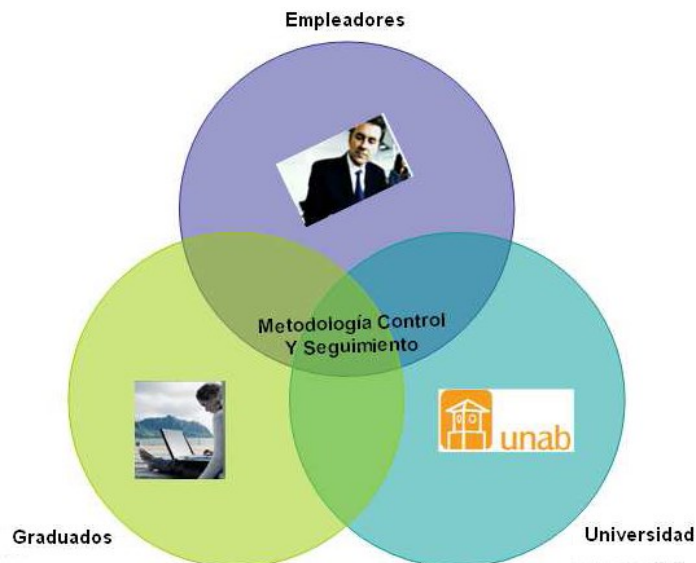 Empleadores
Metodología Control
Y Seguimiento
unab
Graduados
Universidad